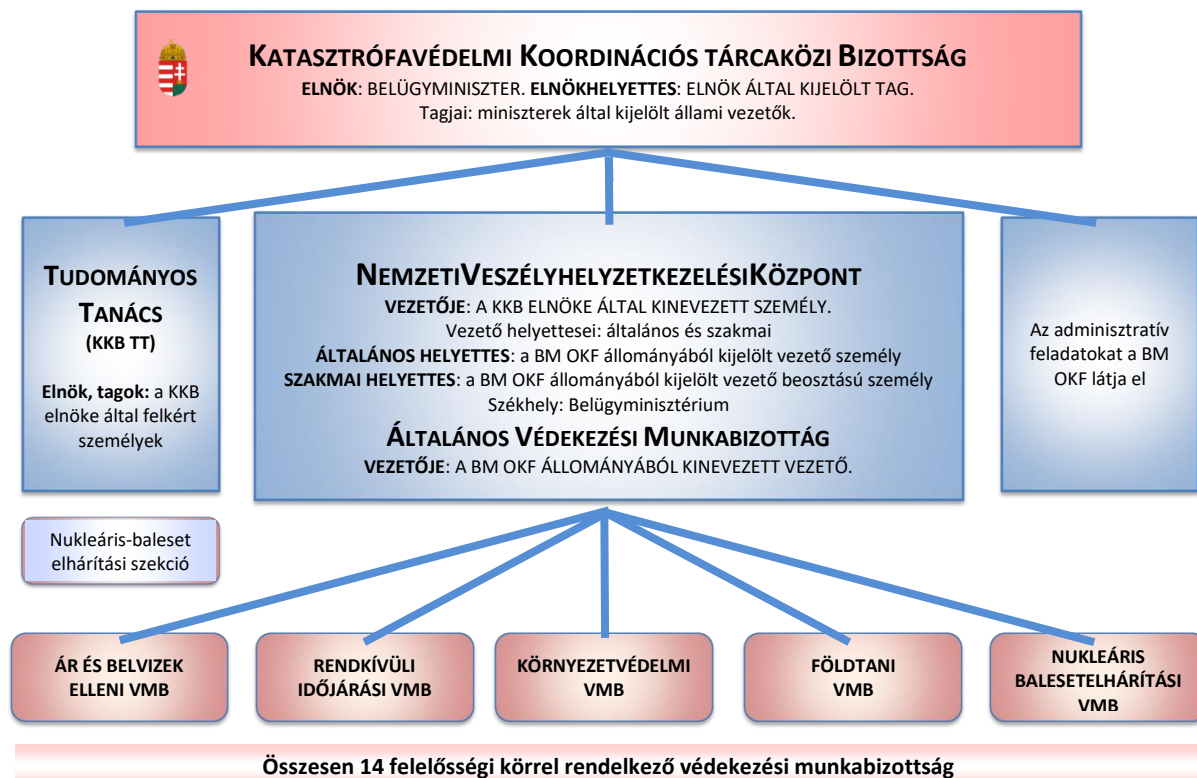 KATASZTRÓFAVÉDELMI KOORDINÁCIÓS TÁRCAKÖZI BIZOTTSÁG
ELNÖK: BELÜGYMINISZTER. ELNÖKHELYETTES: ELNÖK ÁLTAL KIJELÖLT TAG.
Tagjai: miniszterek által kijelölt állami vezetők.
TUDOMÁNYOS
TANÁCS
(KKB TT)
Elnök, tagok: a KKB
elnöke által felkért
személyek
NEMZETIVESZÉLYHELYZETKEZELÉSIKÖZPONT
VEZETŐJE: A KKB ELNÖKE ÁLTAL KINEVEZETT SZEMÉLY.
Vezető helyettesei: általános és szakmai
ÁLTALÁNOS HELYETTES: a BM OKF állományából kijelölt vezető személy
SZAKMAI HELYETTES: a BM OKF állományából kijelölt vezető beosztású személy
Székhely: Belügyminisztérium
ÁLTALÁNOS VÉDEKEZÉSI MUNKABIZOTTÁG
VEZETŐJE: A BM OKF ÁLLOMÁNYÁBÓL KINEVEZETT VEZETŐ.
Az adminisztratív
feladatokat a BM
OKF látja el
Nukleáris-baset
elhárítási szekció
ÁR ÉS BELVIZEK
ELLENI VMB
RENDKÍVÜLI
IDŐJÁRÁSI VMB
KÖRNYEZETVÉDELMI
VMB
FÖLDTANI
VMB
NUKLEÁRIS
BALESETELHÁRÍTÁSI
VMB
Összesen 14 felelősségi körrel rendelkező védekezési munkabizottság